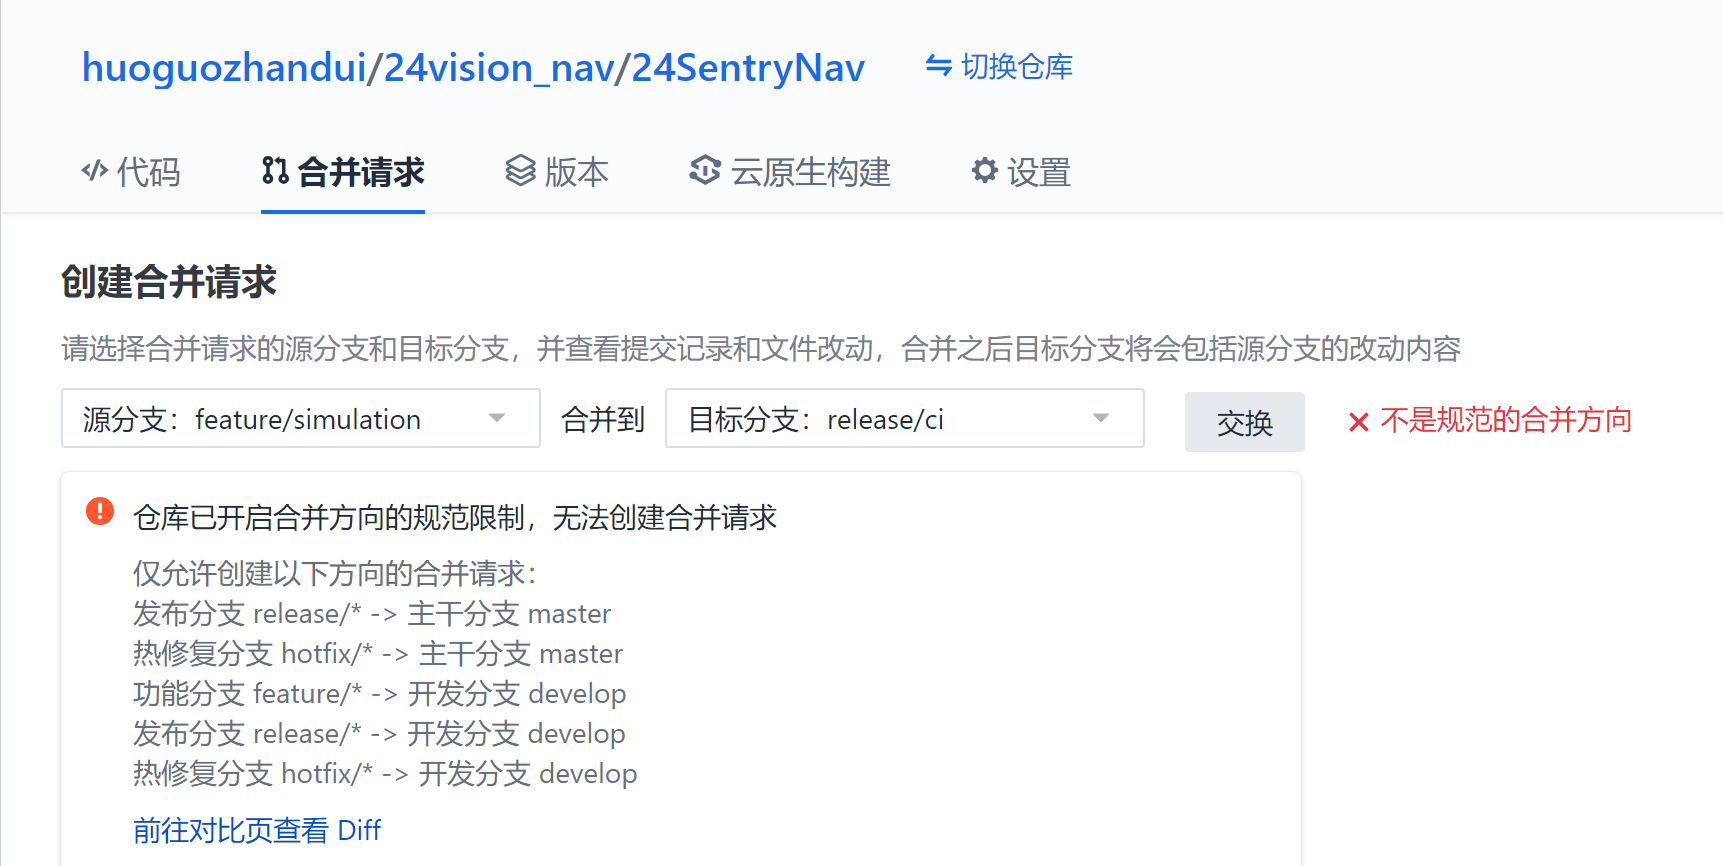 huoguozhandui/24vision_nav/24SentryNav 切换仓库
代码 合并请求 版本 云原生构建 设置
创建合并请求
请选择合并请求的源分支和目标分支，并查看提交记录和文件改动，合并之后目标分支将会包括源分支的改动内容
源分支：feature/simulation 合并到 目标分支：release/ci 交换 不是规范的合并方向
仓库已开启合并方向的规范限制，无法创建合并请求
仅允许创建以下方向的合并请求：
发布分支 release/* -> 主干分支 master
热修复分支 hotfix/* -> 主干分支 master
功能分支 feature/* -> 开发分支 develop
发布分支 release/* -> 开发分支 develop
热修复分支 hotfix/* -> 开发分支 develop
前往对比页查看 Diff